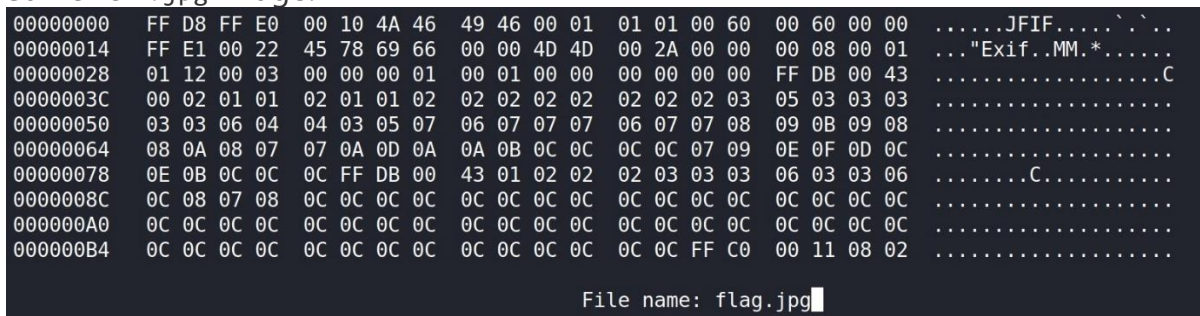 00000000 FF D8 FF E0 00 10 4A 46 49 46 00 01 01 01 00 60 00 60 00 00 ......JFIF.....`.`..
00000014 FF E1 00 22 45 78 69 66 00 00 4D 4D 00 2A 00 00 00 08 00 01 ..."Exif..MM.*......
00000028 01 12 00 03 00 00 00 01 00 01 00 00 00 00 00 00 FF DB 00 43 ...................C
0000003C 00 02 01 01 02 01 01 02 02 02 02 02 02 02 02 03 05 03 03 03 ....................
00000050 03 03 06 04 04 03 05 07 06 07 07 07 06 07 07 08 09 0B 09 08 ....................
00000064 08 0A 08 07 07 0A 0D 0A 0A 0B 0C 0C 0C 0C 07 09 0E 0F 0D 0C ....................
00000078 0E 0B 0C 0C 0C FF DB 00 43 01 02 02 02 03 03 03 06 03 03 06 ........C...........
0000008C 0C 08 07 08 0C 0C 0C 0C 0C 0C 0C 0C 0C 0C 0C 0C 0C 0C 0C 0C ....................
000000A0 0C 0C 0C 0C 0C 0C 0C 0C 0C 0C 0C 0C 0C 0C 0C 0C 0C 0C 0C 0C ....................
000000B4 0C 0C 0C 0C 0C 0C 0C 0C 0C 0C 0C 0C 0C 0C FF C0 00 11 08 02 ....................
File name: flag.jpg